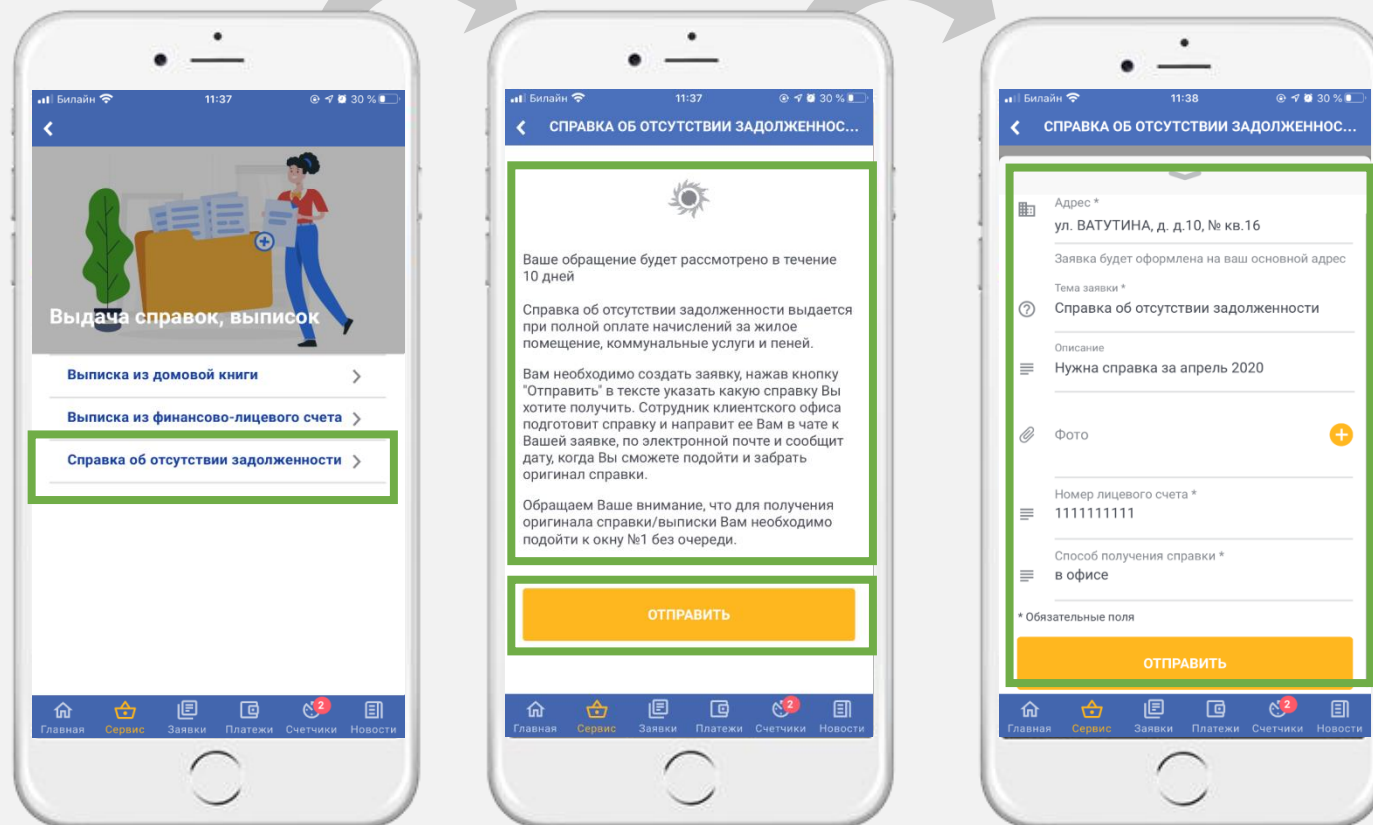 Билайн 11:37 30 %
Выдача справок, выписок
Выписка из домовой книги
Выписка из финансово-лицевого счета
Справка об отсутствии задолженности
Главная Сервис Заявки Платежи Счетчики 2 Новости
Билайн 11:37 30 %
СПРАВКА ОБ ОТСУТСТВИИ ЗАДОЛЖЕННОС...
Ваше обращение будет рассмотрено в течение
10 дней
Справка об отсутствии задолженности выдается
при полной оплате начислений за жилое
помещение, коммунальные услуги и пеней.
Вам необходимо создать заявку, нажав кнопку
"Отправить" в тексте указать какую справку Вы
хотите получить. Сотрудник клиентского офиса
подготовит справку и направит ее Вам в чате к
Вашей заявке, по электронной почте и сообщит
дату, когда Вы сможете подойти и забрать
оригинал справки.
Обращаем Ваше внимание, что для получения
оригинала справки/выписки Вам необходимо
подойти к окну №1 без очереди.
ОТПРАВИТЬ
Главная Сервис Заявки Платежи Счетчики 2 Новости
Билайн 11:38 30 %
СПРАВКА ОБ ОТСУТСТВИИ ЗАДОЛЖЕННОС...
Адрес *
ул. ВАТУТИНА, д. д.10, № кв.16
Заявка будет оформлена на ваш основной адрес
Тема заявки *
Справка об отсутствии задолженности
Описание
Нужна справка за апрель 2020
Фото
Номер лицевого счета *
1111111111
Способ получения справки *
в офисе
* Обязательные поля
ОТПРАВИТЬ
Главная Сервис Заявки Платежи Счетчики 2 Новости